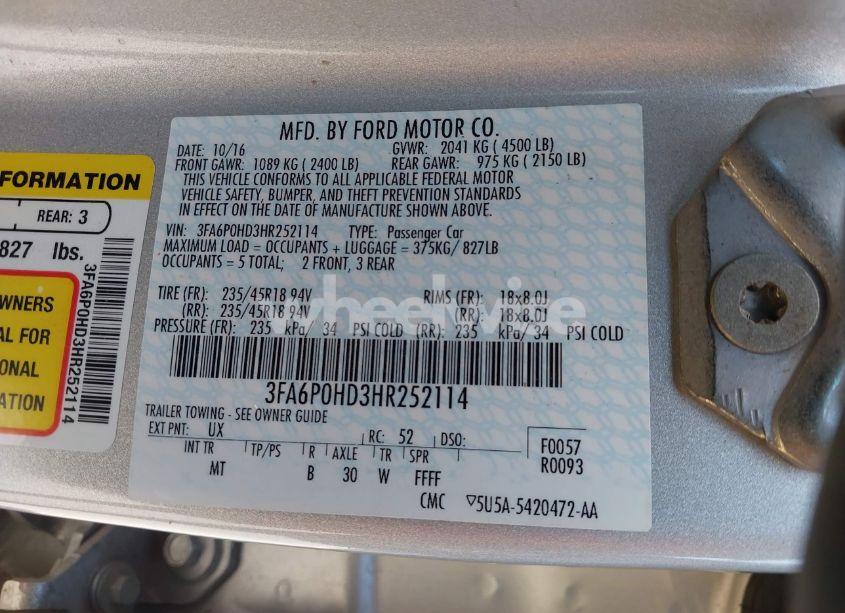 FORMATION
REAR: 3
827 lbs.
OWNERS
AL FOR
ONAL
ION
3FA6P0HD3HR252114
MFD. BY FORD MOTOR CO.
DATE: 10/16 GVWR: 2041 KG ( 4500 LB)
FRONT GAWR: 1089 KG ( 2400 LB) REAR GAWR: 975 KG ( 2150 LB)
THIS VEHICLE CONFORMS TO ALL APPLICABLE FEDERAL MOTOR
VEHICLE SAFETY, BUMPER, AND THEFT PREVENTION STANDARDS
IN EFFECT ON THE DATE OF MANUFACTURE SHOWN ABOVE.
VIN: 3FA6P0HD3HR252114 TYPE: Passenger Car
MAXIMUM LOAD = OCCUPANTS + LUGGAGE = 375KG/ 827LB
OCCUPANTS = 5 TOTAL; 2 FRONT, 3 REAR
TIRE (FR): 235/45R18 94V RIMS (FR): 18x8.0J
(RR): 235/45R18 94V (RR): 18x8.0J
PRESSURE (FR): 235 kPa/ 34 PSI COLD (RR): 235 kPa/ 34 PSI COLD
wheelwire
3FA6P0HD3HR252114
TRAILER TOWING - SEE OWNER GUIDE
EXT PNT: UX RC: 52 DSO: F0057
R0093
INT TR TP/PS R AXLE TR SPR
MT B 30 W FFFF
CMC ▽5U5A-5420472-AA